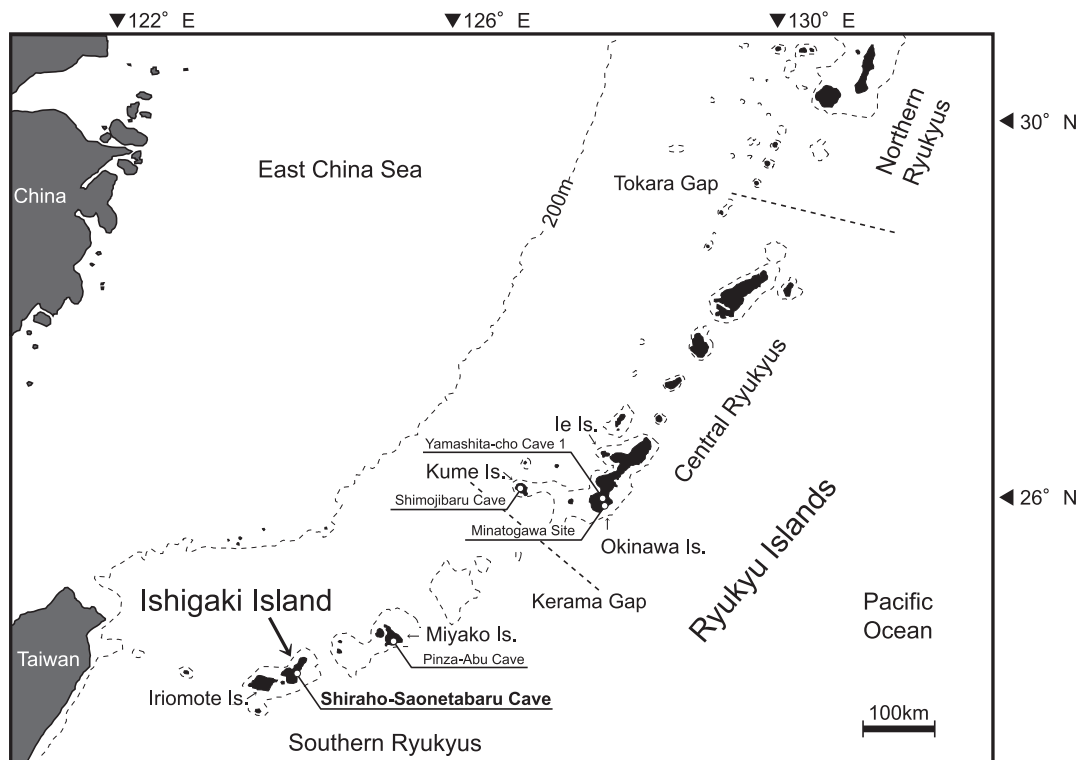 ▼122° E
▼126° E
▼130° E
◀30° N
Northern
Ryukyus
East China Sea
China
Tokara Gap
200m
Central Ryukyus
Ie Is.
Yamashita-cho Cave 1
Kume Is.
Shimojibaru Cave
◀26° N
Minatogawa Site
Okinawa Is.
Ryukyu Islands
Kerama Gap
Ishigaki Island
Pacific
Ocean
Miyako Is.
Taiwan
Pinza-Abu Cave
Iriomote Is.
Shiraho-Saonetabaru Cave
100km
Southern Ryukyus